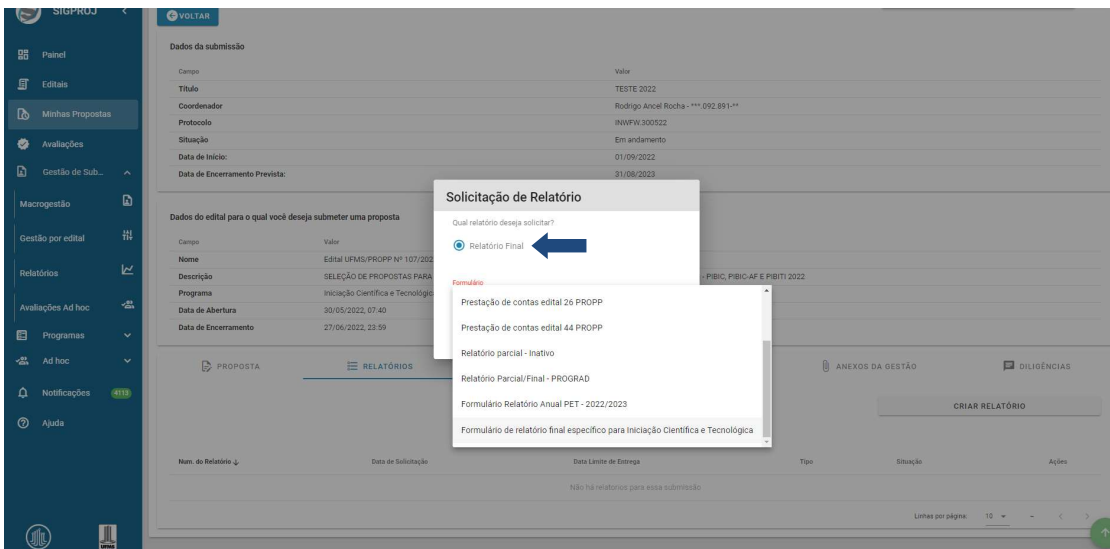 SIGPROJ
VOLTAR
Painel
Editais
Minhas Propostas
Avaliações
Gestão de Sub...
Macrogestão
Gestão por edital
Relatórios
Avaliações Ad hoc
Programas
Ad hoc
Notificações 4113
Ajuda
UFMS
Dados da submissão
Campo Valor
Título TESTE 2022
Coordenador Rodrigo Ancel Rocha - ***.092.891-**
Protocolo INWFW.300522
Situação Em andamento
Data de Início: 01/09/2022
Data de Encerramento Prevista: 31/08/2023
Dados do edital para o qual você deseja submeter uma proposta
Campo Valor
Nome Edital UFMS/PROPP Nº 107/202
Descrição SELEÇÃO DE PROPOSTAS PARA - PIBIC, PIBIC-AF E PIBITI 2022
Programa Iniciação Científica e Tecnológic
Data de Abertura 30/05/2022, 07:40
Data de Encerramento 27/06/2022, 23:59
Solicitação de Relatório
Qual relatório deseja solicitar?
Relatório Final
Formulário
Prestação de contas edital 26 PROPP
Prestação de contas edital 44 PROPP
Relatório parcial - Inativo
Relatório Parcial/Final - PROGRAD
Formulário Relatório Anual PET - 2022/2023
Formulário de relatório final específico para Iniciação Científica e Tecnológica
PROPOSTA RELATÓRIOS ANEXOS DA GESTÃO DILIGÊNCIAS
CRIAR RELATÓRIO
Num. do Relatório Data de Solicitação Data Limite de Entrega Tipo Situação Ações
Não há relatórios para essa submissão
Linhas por página: 10 -